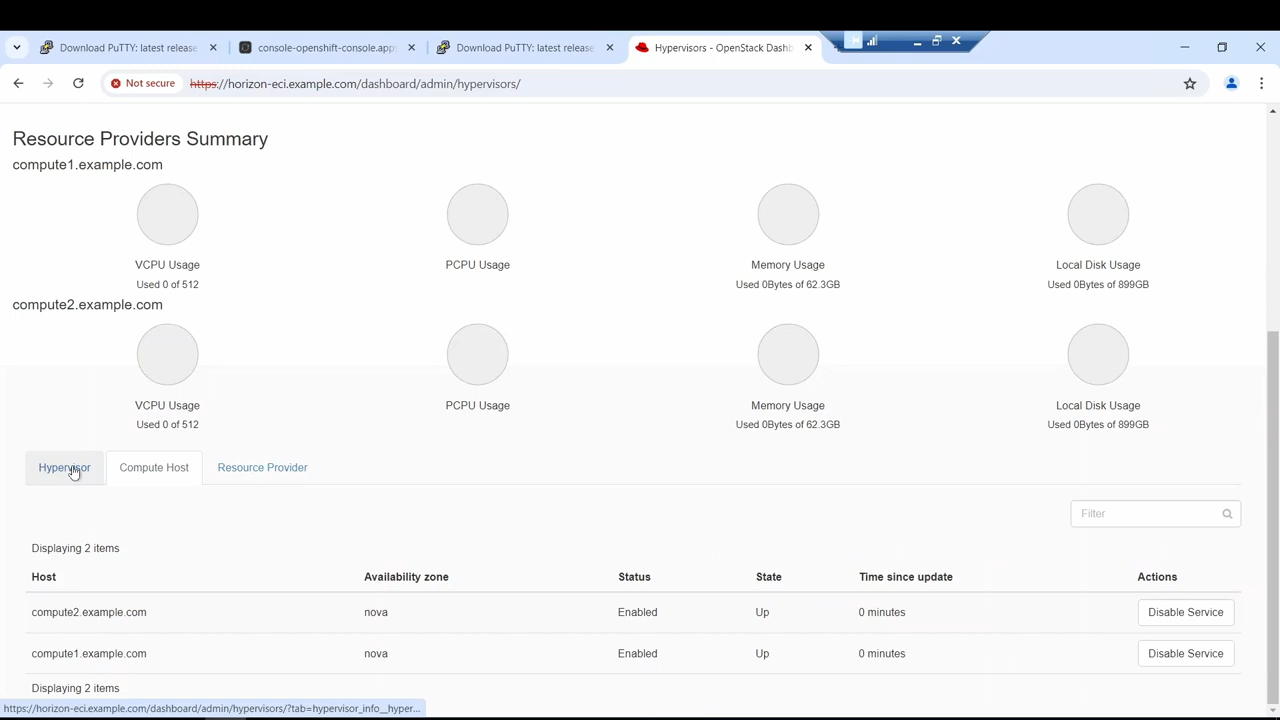 Download PuTTY: latest release
console-openshift-console.app
Download PuTTY: latest release
Hypervisors - OpenStack Dashb
Not secure
https://horizon-eci.example.com/dashboard/admin/hypervisors/
Resource Providers Summary
compute1.example.com
VCPU Usage
PCPU Usage
Memory Usage
Local Disk Usage
Used 0 of 512
Used 0Bytes of 62.3GB
Used 0Bytes of 899GB
compute2.example.com
VCPU Usage
PCPU Usage
Memory Usage
Local Disk Usage
Used 0 of 512
Used 0Bytes of 62.3GB
Used 0Bytes of 899GB
Hypervisor
Compute Host
Resource Provider
Filter
Displaying 2 items
Host
Availability zone
Status
State
Time since update
Actions
compute2.example.com
nova
Enabled
Up
0 minutes
Disable Service
compute1.example.com
nova
Enabled
Up
0 minutes
Disable Service
Displaying 2 items
https://horizon-eci.example.com/dashboard/admin/hypervisors/?tab=hypervisor_info__hyper...